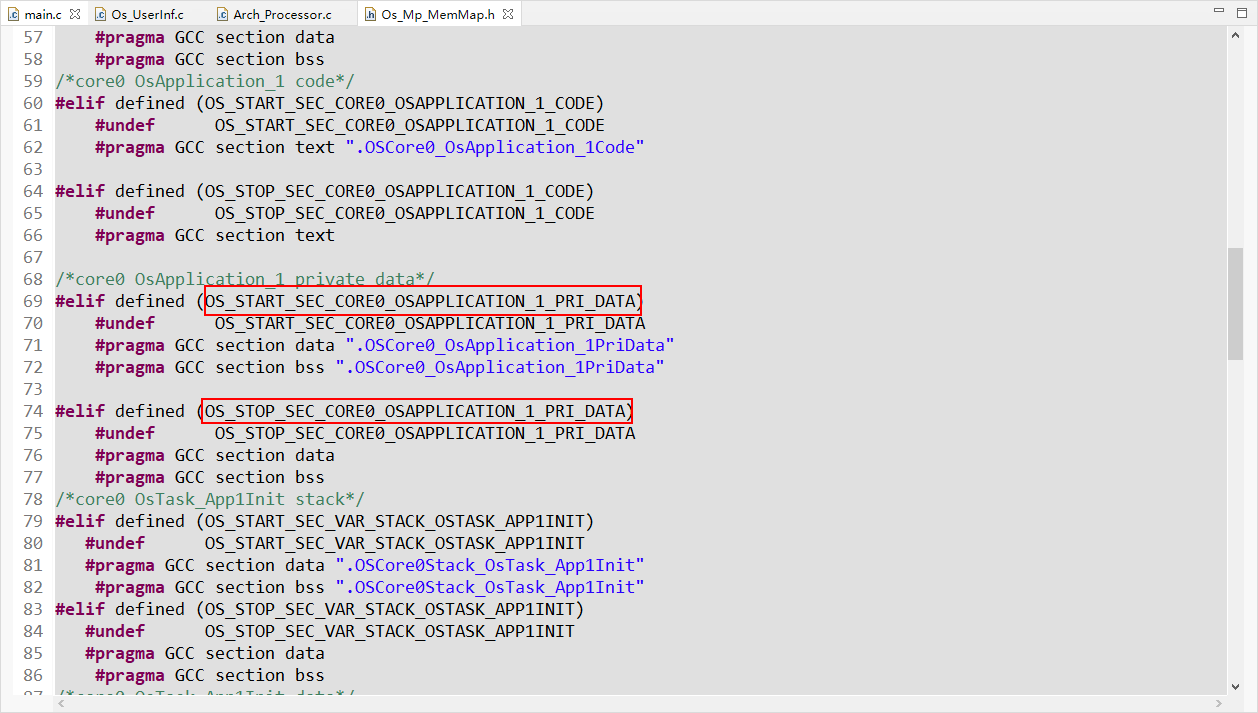 main.c Os_UserInf.c Arch_Processor.c Os_Mp_MemMap.h
57 #pragma GCC section data
58 #pragma GCC section bss
59 /*core0 OsApplication_1 code*/
60 #elif defined (OS_START_SEC_CORE0_OSAPPLICATION_1_CODE)
61 #undef OS_START_SEC_CORE0_OSAPPLICATION_1_CODE
62 #pragma GCC section text ".OSCore0_OsApplication_1Code"
63
64 #elif defined (OS_STOP_SEC_CORE0_OSAPPLICATION_1_CODE)
65 #undef OS_STOP_SEC_CORE0_OSAPPLICATION_1_CODE
66 #pragma GCC section text
67
68 /*core0 OsApplication_1 private data*/
69 #elif defined (OS_START_SEC_CORE0_OSAPPLICATION_1_PRI_DATA)
70 #undef OS_START_SEC_CORE0_OSAPPLICATION_1_PRI_DATA
71 #pragma GCC section data ".OSCore0_OsApplication_1PriData"
72 #pragma GCC section bss ".OSCore0_OsApplication_1PriData"
73
74 #elif defined (OS_STOP_SEC_CORE0_OSAPPLICATION_1_PRI_DATA)
75 #undef OS_STOP_SEC_CORE0_OSAPPLICATION_1_PRI_DATA
76 #pragma GCC section data
77 #pragma GCC section bss
78 /*core0 OsTask_App1Init stack*/
79 #elif defined (OS_START_SEC_VAR_STACK_OSTASK_APP1INIT)
80 #undef OS_START_SEC_VAR_STACK_OSTASK_APP1INIT
81 #pragma GCC section data ".OSCore0Stack_OsTask_App1Init"
82 #pragma GCC section bss ".OSCore0Stack_OsTask_App1Init"
83 #elif defined (OS_STOP_SEC_VAR_STACK_OSTASK_APP1INIT)
84 #undef OS_STOP_SEC_VAR_STACK_OSTASK_APP1INIT
85 #pragma GCC section data
86 #pragma GCC section bss
87 /*core0 OsTask_App1Init data*/